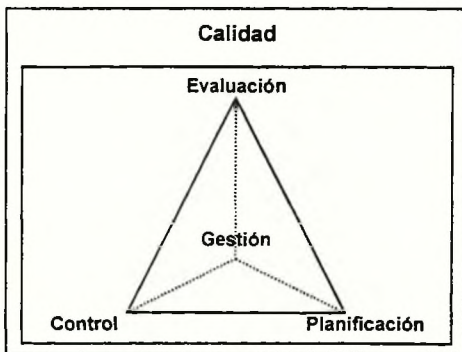 Calidad
Evaluación
Gestión
Control Planificación